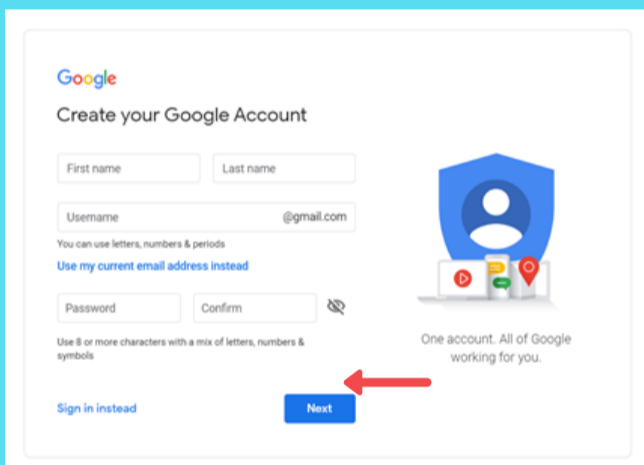 Google
Create your Google Account
First name
Last name
Username @gmail.com
You can use letters, numbers & periods
Use my current email address instead
Password
Confirm
Use 8 or more characters with a mix of letters, numbers &
symbols
Sign in instead
Next
One account. All of Google
working for you.